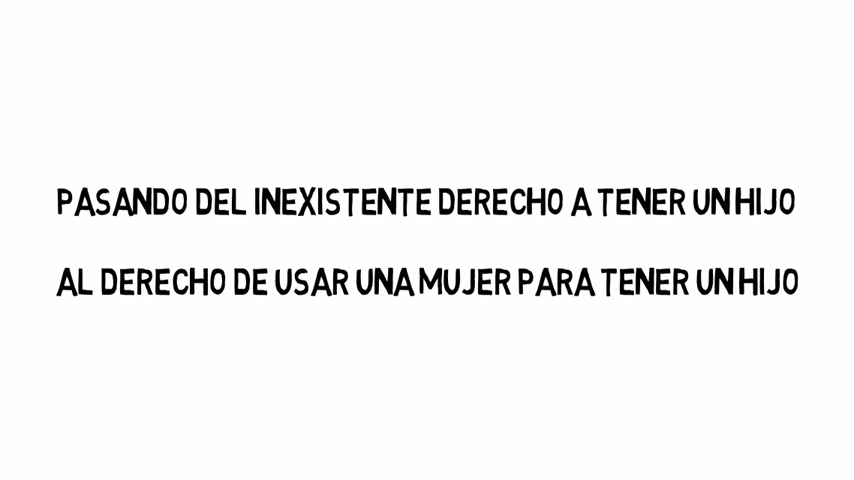 PASANDO DEL INEXISTENTE DERECHO A TENER UN HIJO
AL DERECHO DE USAR UNA MUJER PARA TENER UN HIJO